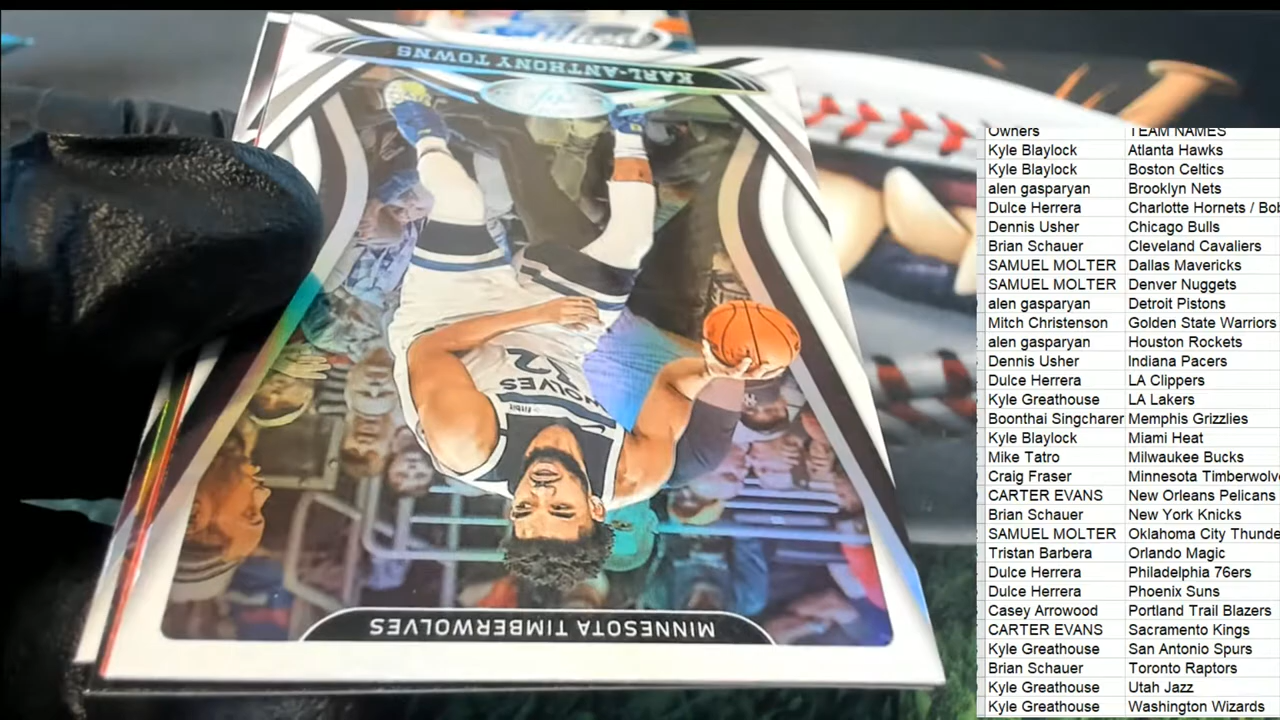 KARL-ANTHONY TOWNS
WOLVES
32
fitbit
MINNESOTA TIMBERWOLVES
Owners TEAM NAMES
Kyle Blaylock Atlanta Hawks
Kyle Blaylock Boston Celtics
alen gasparyan Brooklyn Nets
Dulce Herrera Charlotte Hornets / Bob
Dennis Usher Chicago Bulls
Brian Schauer Cleveland Cavaliers
SAMUEL MOLTER Dallas Mavericks
SAMUEL MOLTER Denver Nuggets
alen gasparyan Detroit Pistons
Mitch Christenson Golden State Warriors
alen gasparyan Houston Rockets
Dennis Usher Indiana Pacers
Dulce Herrera LA Clippers
Kyle Greathouse LA Lakers
Boonthai Singcharer Memphis Grizzlies
Kyle Blaylock Miami Heat
Mike Tatro Milwaukee Bucks
Craig Fraser Minnesota Timberwolve
CARTER EVANS New Orleans Pelicans
Brian Schauer New York Knicks
SAMUEL MOLTER Oklahoma City Thunde
Tristan Barbera Orlando Magic
Dulce Herrera Philadelphia 76ers
Dulce Herrera Phoenix Suns
Casey Arrowood Portland Trail Blazers
CARTER EVANS Sacramento Kings
Kyle Greathouse San Antonio Spurs
Brian Schauer Toronto Raptors
Kyle Greathouse Utah Jazz
Kyle Greathouse Washington Wizards